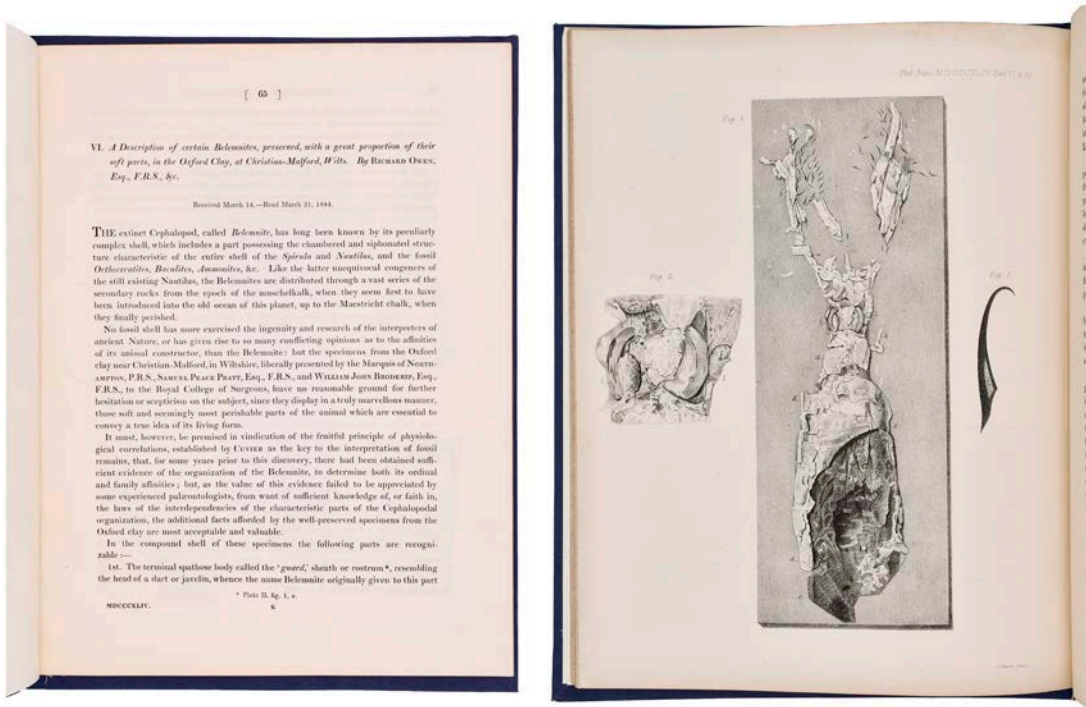 [ 65 ]
VI. A Description of certain Belemnites, preserved, with a great proportion of their
soft parts, in the Oxford Clay, at Christian-Malford, Wilts. By RICHARD OWEN,
Esq., F.R.S., &c.
Received March 14,—Read March 21, 1844.
THE extinct Cephalopod, called Belemnite, has long been known by its peculiarly
complex shell, which includes a part possessing the chambered and siphonated struc-
ture characteristic of the entire shell of the Spirula and Nautilus, and the fossil
Orthoceratites, Baculites, Ammonites, &c. Like the latter unequivocal congeners of
the still existing Nautilus, the Belemnites are distributed through a vast series of the
secondary rocks from the epoch of the muschelkalk, when they seem first to have
been introduced into the old ocean of this planet, up to the Maestricht chalk, when
they finally perished.
No fossil shell has more exercised the ingenuity and research of the interpreters of
ancient Nature, or has given rise to so many conflicting opinions as to the affinities
of its animal constructor, than the Belemnite: but the specimens from the Oxford
clay near Christian-Malford, in Wiltshire, liberally presented by the Marquis of NORTH-
AMPTON, P.R.S., SAMUEL PEACE PRATT, Esq., F.R.S., and WILLIAM JOHN BRODERIP, Esq.,
F.R.S., to the Royal College of Surgeons, leave no reasonable ground for further
hesitation or scepticism on the subject, since they display in a truly marvellous manner,
those soft and seemingly most perishable parts of the animal which are essential to
convey a true idea of its living form.
It must, however, be premised in vindication of the fruitful principle of physiolo-
gical correlations, established by CUVIER as the key to the interpretation of fossil
remains, that, for some years prior to this discovery, there had been obtained suffi-
cient evidence of the organization of the Belemnite, to determine both its ordinal
and family affinities; but, as the value of this evidence failed to be appreciated by
some experienced palæontologists, from want of sufficient knowledge of, or faith in,
the laws of the interdependencies of the characteristic parts of the Cephalopodal
organization, the additional facts afforded by the well-preserved specimens from the
Oxford clay are most acceptable and valuable.
In the compound shell of these specimens the following parts are recogni-
zable:—
1st. The terminal spathose body called the 'guard,' sheath or rostrum*, resembling
the head of a dart or javelin, whence the name Belemnite originally given to this part
* Plate II. fig. 1, a.
MDCCCXLIV. K
Phil. Trans. MDCCCXLIV.
Fig. 1.
Fig. 2.
Fig. 3.